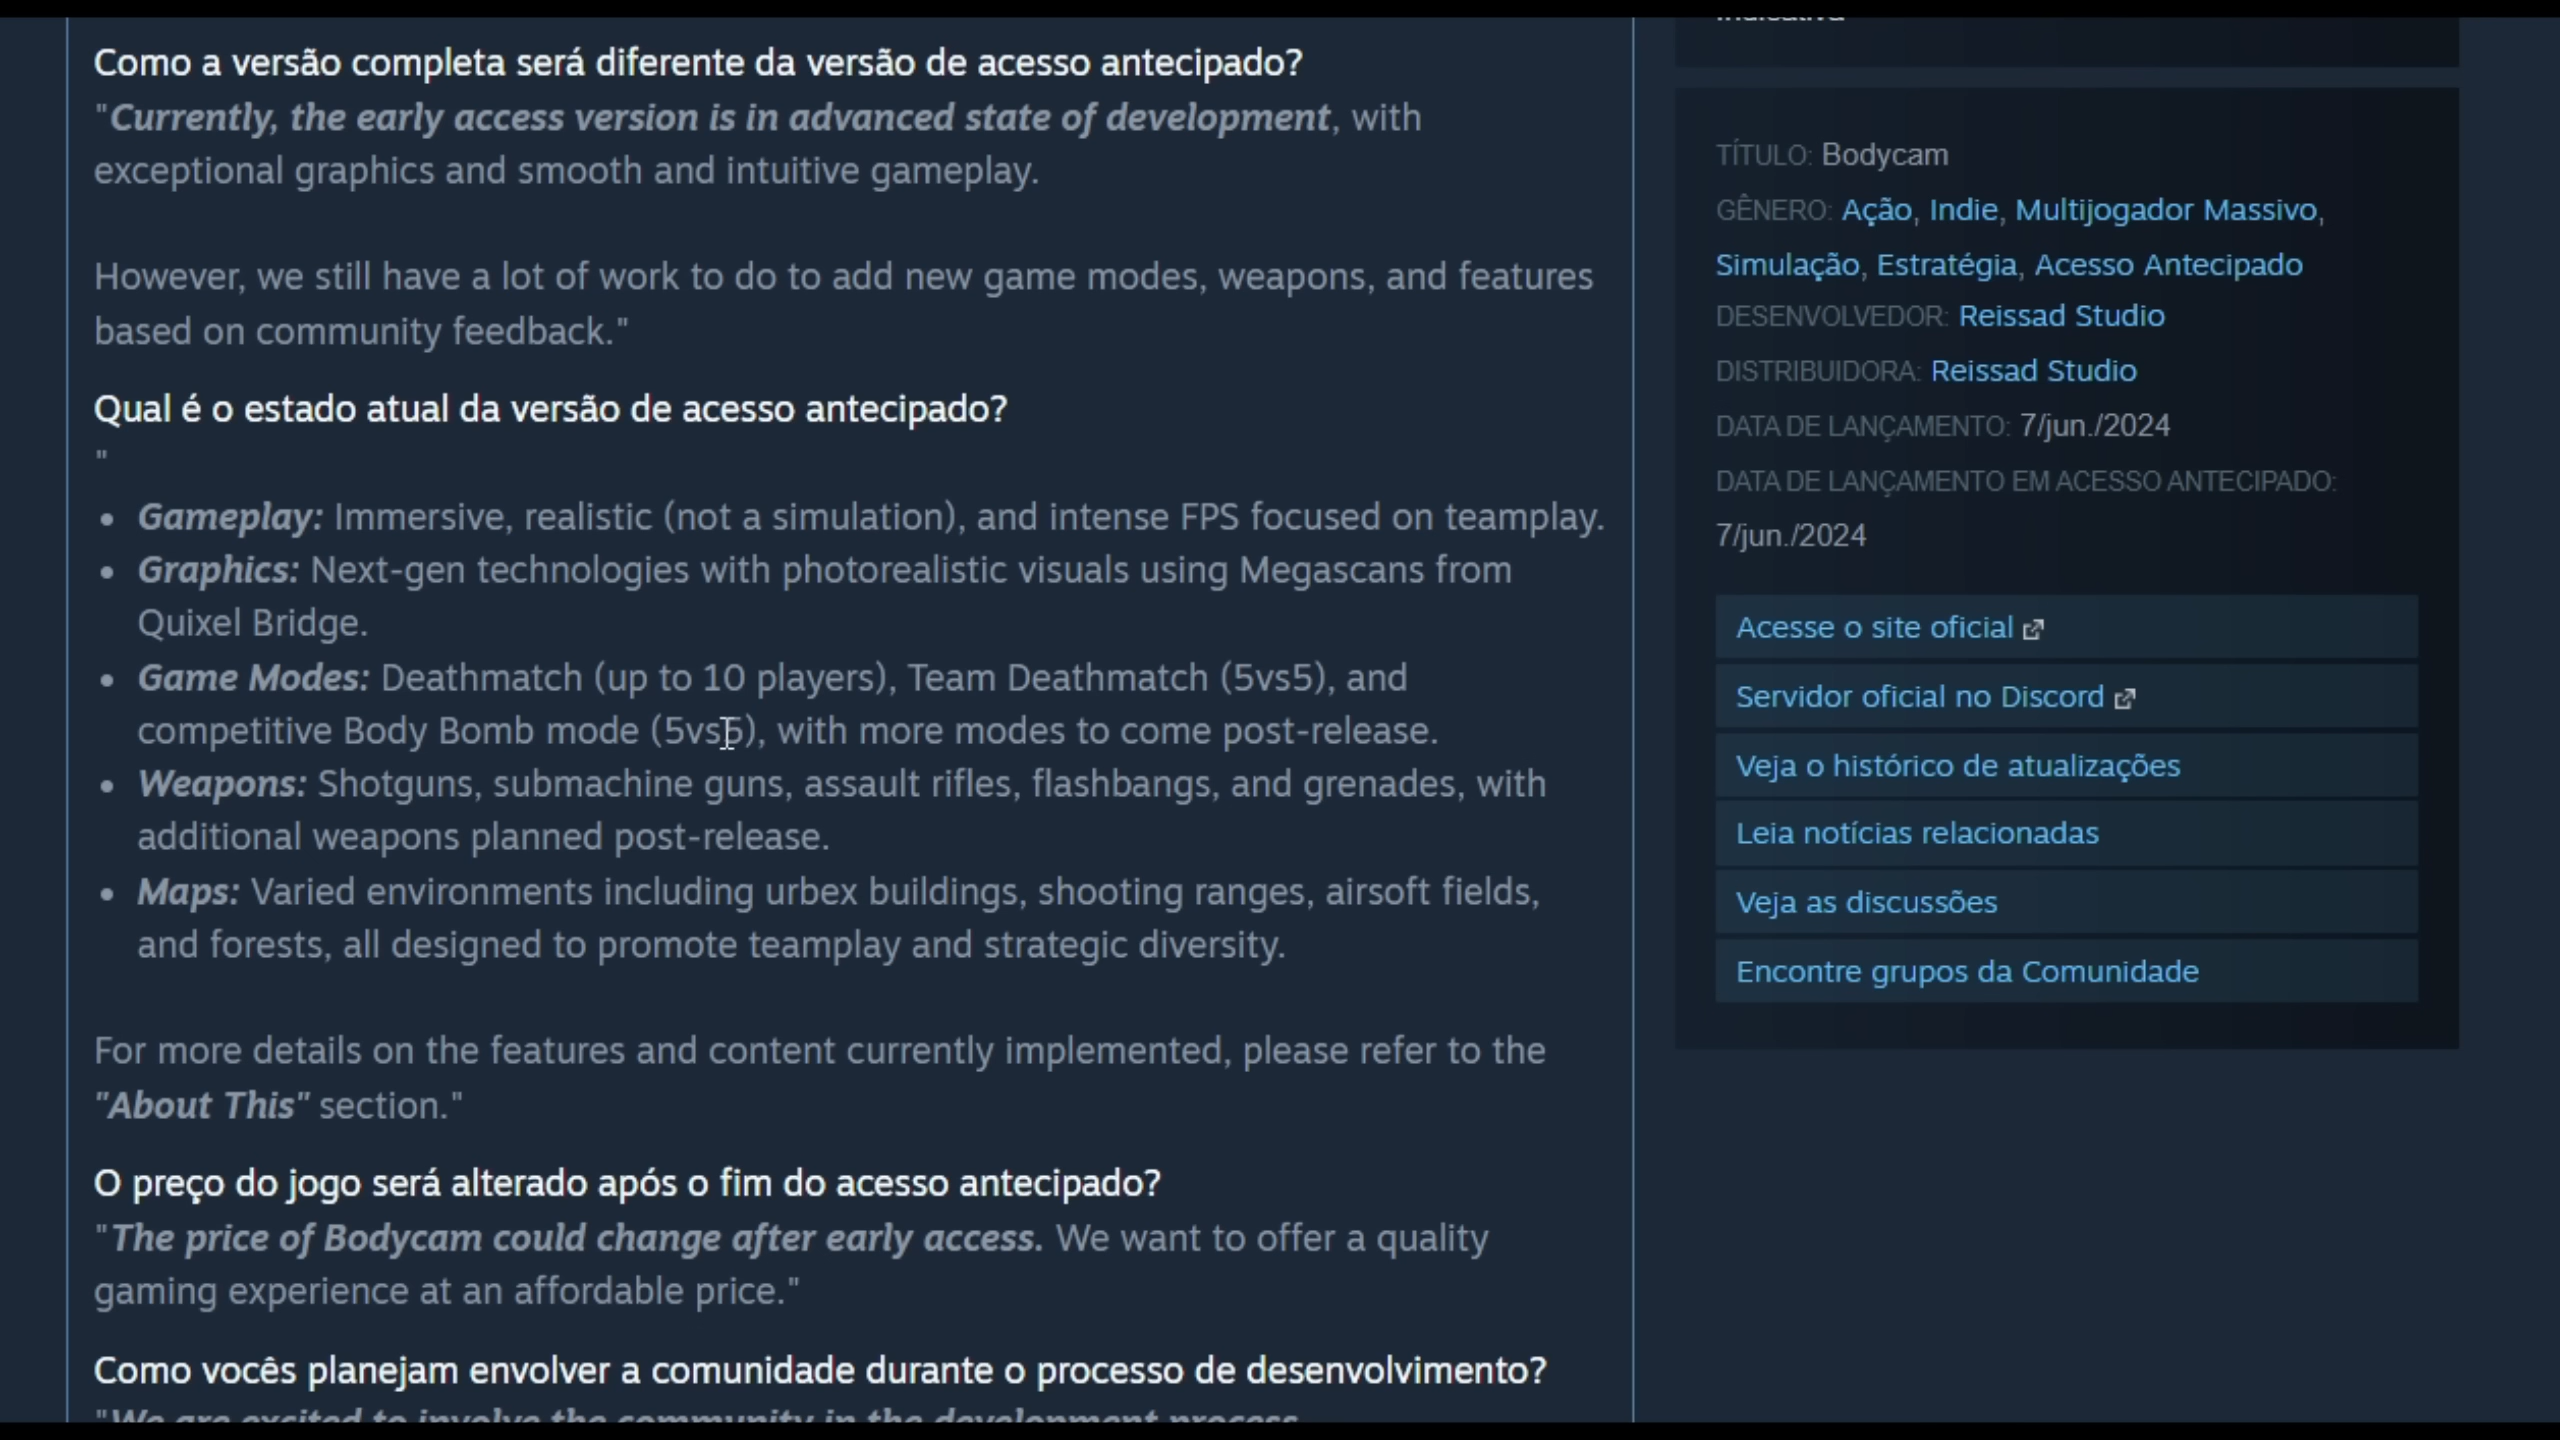 Como a versão completa será diferente da versão de acesso antecipado?
"Currently, the early access version is in advanced state of development, with
exceptional graphics and smooth and intuitive gameplay.
However, we still have a lot of work to do to add new game modes, weapons, and features
based on community feedback."
Qual é o estado atual da versão de acesso antecipado?
"
• Gameplay: Immersive, realistic (not a simulation), and intense FPS focused on teamplay.
• Graphics: Next-gen technologies with photorealistic visuals using Megascans from
Quixel Bridge.
• Game Modes: Deathmatch (up to 10 players), Team Deathmatch (5vs5), and
competitive Body Bomb mode (5vs5), with more modes to come post-release.
• Weapons: Shotguns, submachine guns, assault rifles, flashbangs, and grenades, with
additional weapons planned post-release.
• Maps: Varied environments including urbex buildings, shooting ranges, airsoft fields,
and forests, all designed to promote teamplay and strategic diversity.
For more details on the features and content currently implemented, please refer to the
"About This" section."
O preço do jogo será alterado após o fim do acesso antecipado?
"The price of Bodycam could change after early access. We want to offer a quality
gaming experience at an affordable price."
Como vocês planejam envolver a comunidade durante o processo de desenvolvimento?
"We are excited to involve the community in the development process
TÍTULO: Bodycam
GÊNERO: Ação, Indie, Multijogador Massivo,
Simulação, Estratégia, Acesso Antecipado
DESENVOLVEDOR: Reissad Studio
DISTRIBUIDORA: Reissad Studio
DATA DE LANÇAMENTO: 7/jun./2024
DATA DE LANÇAMENTO EM ACESSO ANTECIPADO:
7/jun./2024
Acesse o site oficial
Servidor oficial no Discord
Veja o histórico de atualizações
Leia notícias relacionadas
Veja as discussões
Encontre grupos da Comunidade